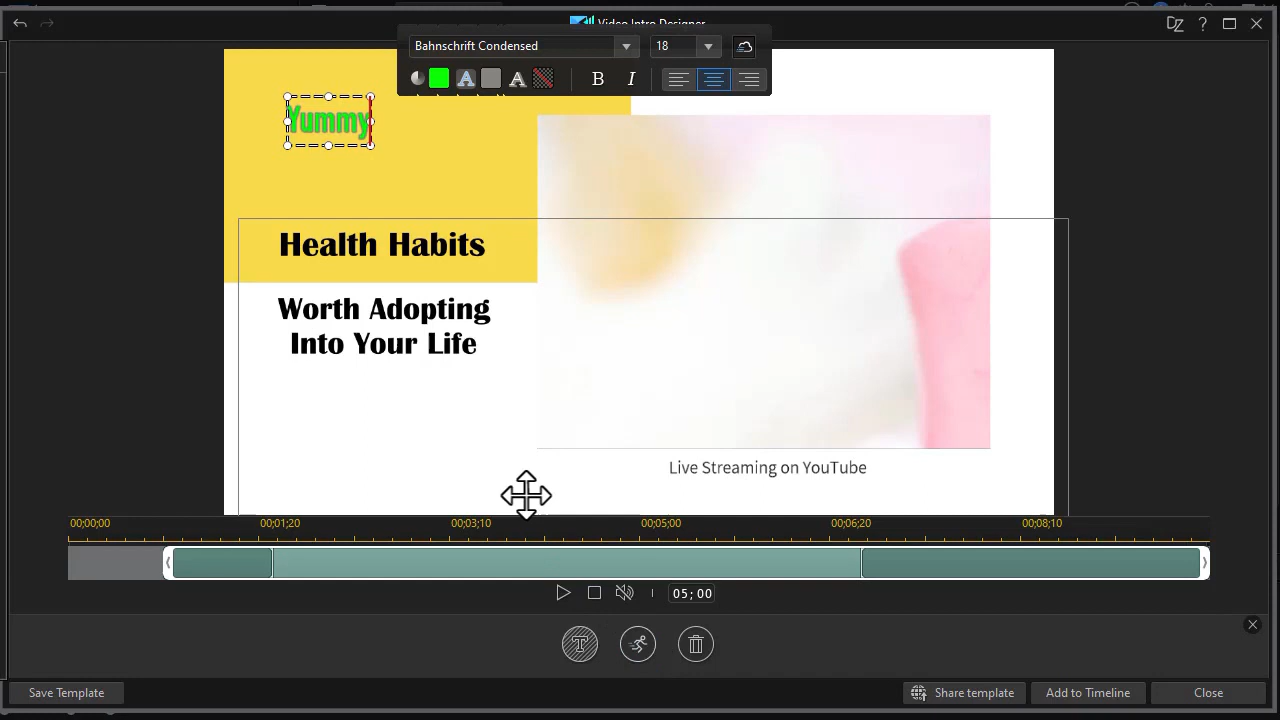 Video Intro Designer
Bahnschrift Condensed
18
B I
Yummy
Health Habits
Worth Adopting
Into Your Life
Live Streaming on YouTube
00;00;00
00;01;20
00;03;10
00;05;00
00;06;20
00;08;10
05; 00
Save Template
Share template
Add to Timeline
Close